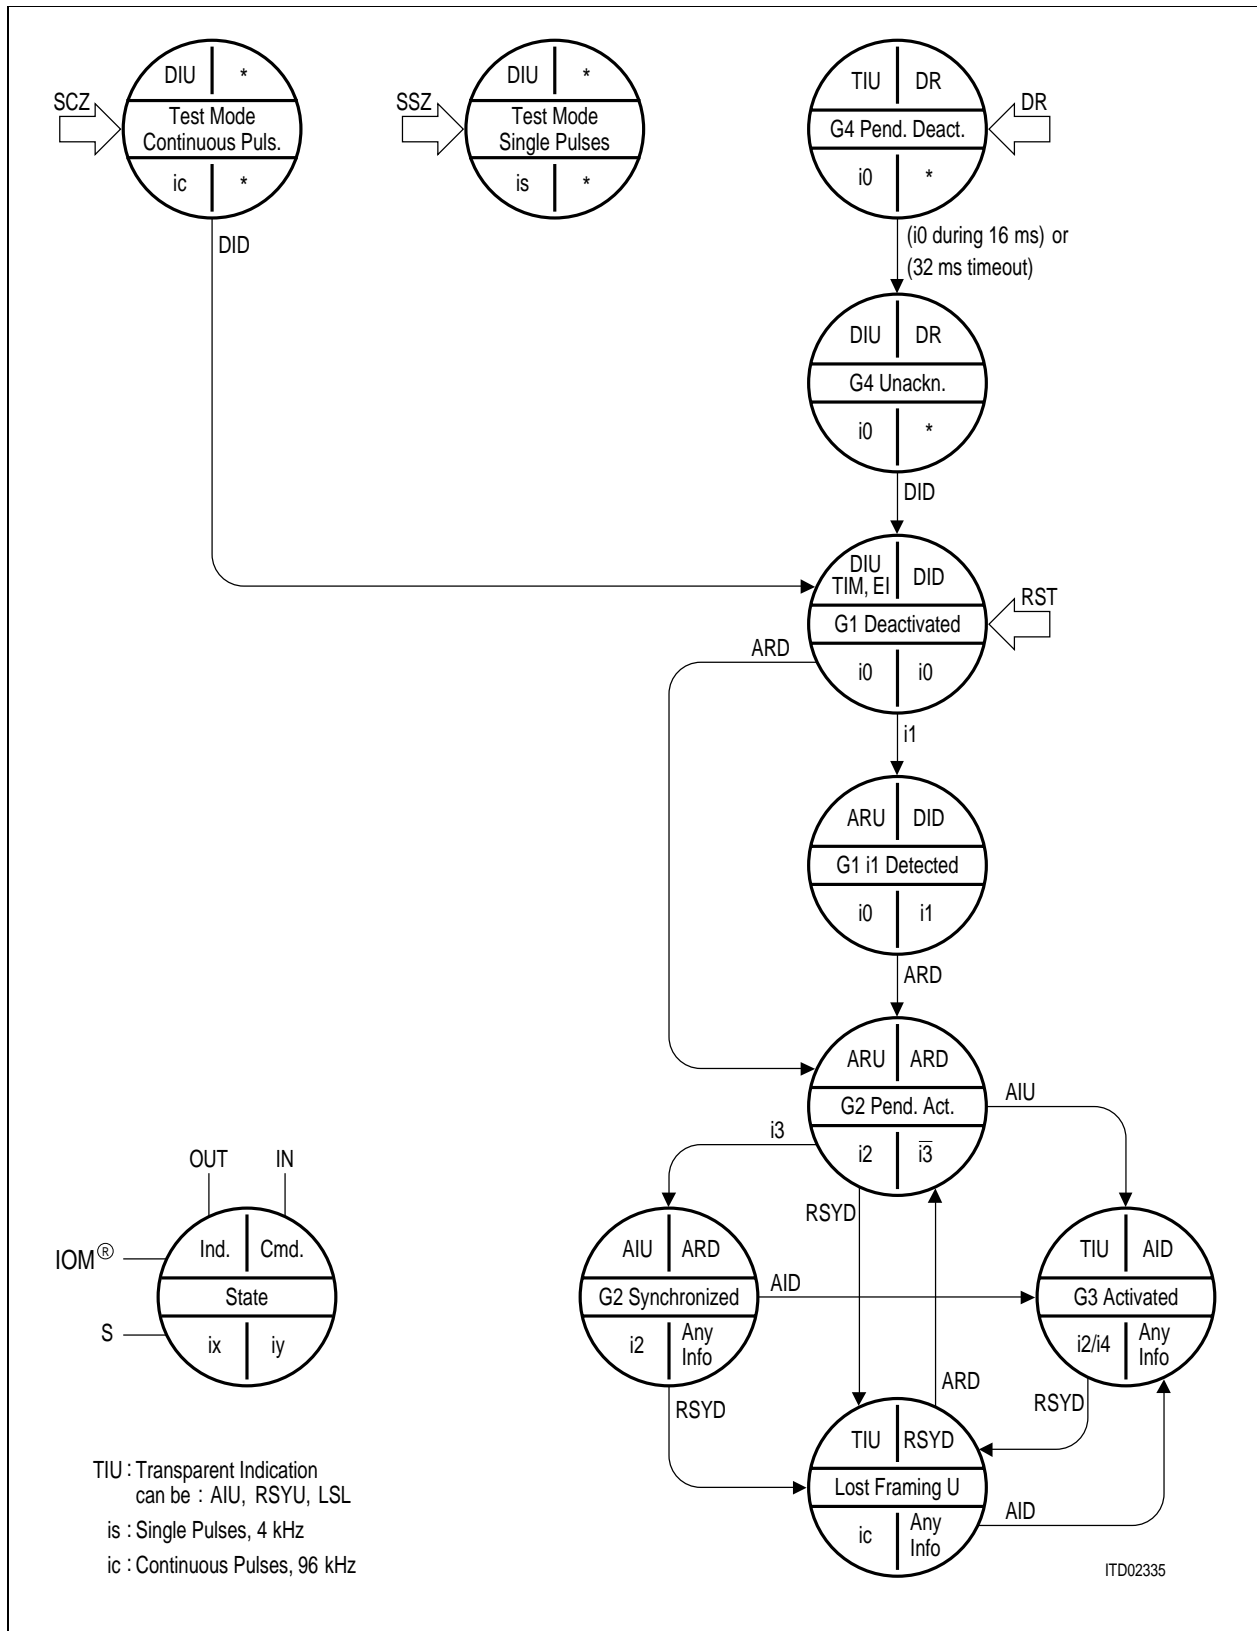 DIU *
SCZ
Test Mode
Continuous Puls.
ic *
DID
DIU *
SSZ
Test Mode
Single Pulses
is *
TIU DR
DR
G4 Pend. Deact.
i0 *
(i0 during 16 ms) or
(32 ms timeout)
DIU DR
G4 Unackn.
i0 *
DID
DIU
TIM, EI DID
RST
G1 Deactivated
ARD
i0 i0
i1
ARU DID
G1 i1 Detected
i0 i1
ARD
ARU ARD
G2 Pend. Act.
AIU
i3
i2 i̅3̅
RSYD
AIU ARD
G2 Synchronized
AID
i2 Any
Info
RSYD
TIU AID
G3 Activated
i2/i4 Any
Info
RSYD
ARD
TIU RSYD
Lost Framing U
AID
ic Any
Info
OUT IN
IOM® Ind. Cmd.
State
S ix iy
TIU : Transparent Indication
can be : AIU, RSYU, LSL
is : Single Pulses, 4 kHz
ic : Continuous Pulses, 96 kHz
ITD02335